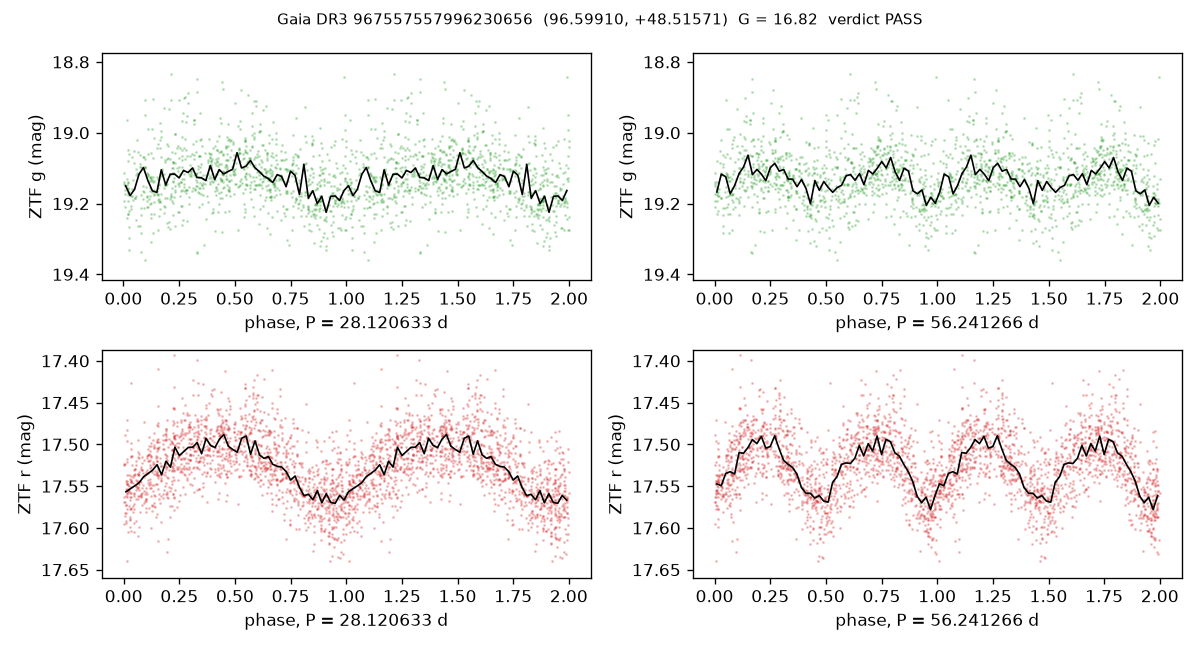 Gaia DR3 967557557996230656  (96.59910, +48.51571)  G = 16.82  verdict PASS
18.8
19.0
19.2
19.4
ZTF g (mag)
0.00 0.25 0.50 0.75 1.00 1.25 1.50 1.75 2.00
phase, P = 28.120633 d
18.8
19.0
19.2
19.4
ZTF g (mag)
0.00 0.25 0.50 0.75 1.00 1.25 1.50 1.75 2.00
phase, P = 56.241266 d
17.40
17.45
17.50
17.55
17.60
17.65
ZTF r (mag)
0.00 0.25 0.50 0.75 1.00 1.25 1.50 1.75 2.00
phase, P = 28.120633 d
17.40
17.45
17.50
17.55
17.60
17.65
ZTF r (mag)
0.00 0.25 0.50 0.75 1.00 1.25 1.50 1.75 2.00
phase, P = 56.241266 d